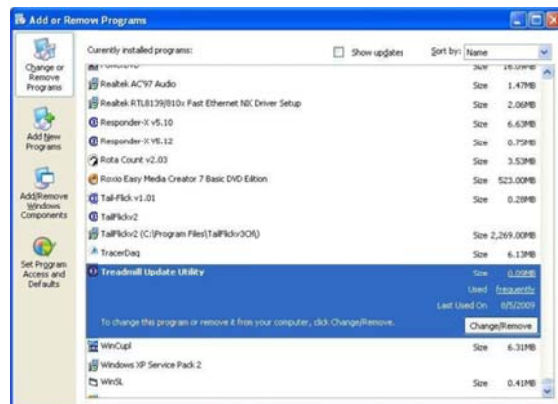 Add or Remove Programs
Change or
Remove
Programs
Currently installed programs:
Show updates
Sort by: Name
Size 16.09MB
Realtek AC'97 Audio Size 1.47MB
Realtek RTL8139/810x Fast Ethernet NIC Driver Setup Size 2.06MB
Add New
Programs
Responder-X v5.10 Size 6.63MB
Responder-X V5.12 Size 0.75MB
Rota Count v2.03 Size 3.53MB
Roxio Easy Media Creator 7 Basic DVD Edition Size 523.00MB
Add/Remove
Windows
Components
Tail-Flick v1.01 Size 0.28MB
TailFlickv2
TailFlickv2 (C:\Program Files\TailFlickv3Ofl\) Size 2,269.00MB
TracerDaq Size 6.13MB
Set Program
Access and
Defaults
Treadmill Update Utility Size 0.09MB
Used frequently
Last Used On 8/5/2009
To change this program or remove it from your computer, click Change/Remove.
Change/Remove
WinCupl Size 6.31MB
Windows XP Service Pack 2
WinSL Size 0.41MB